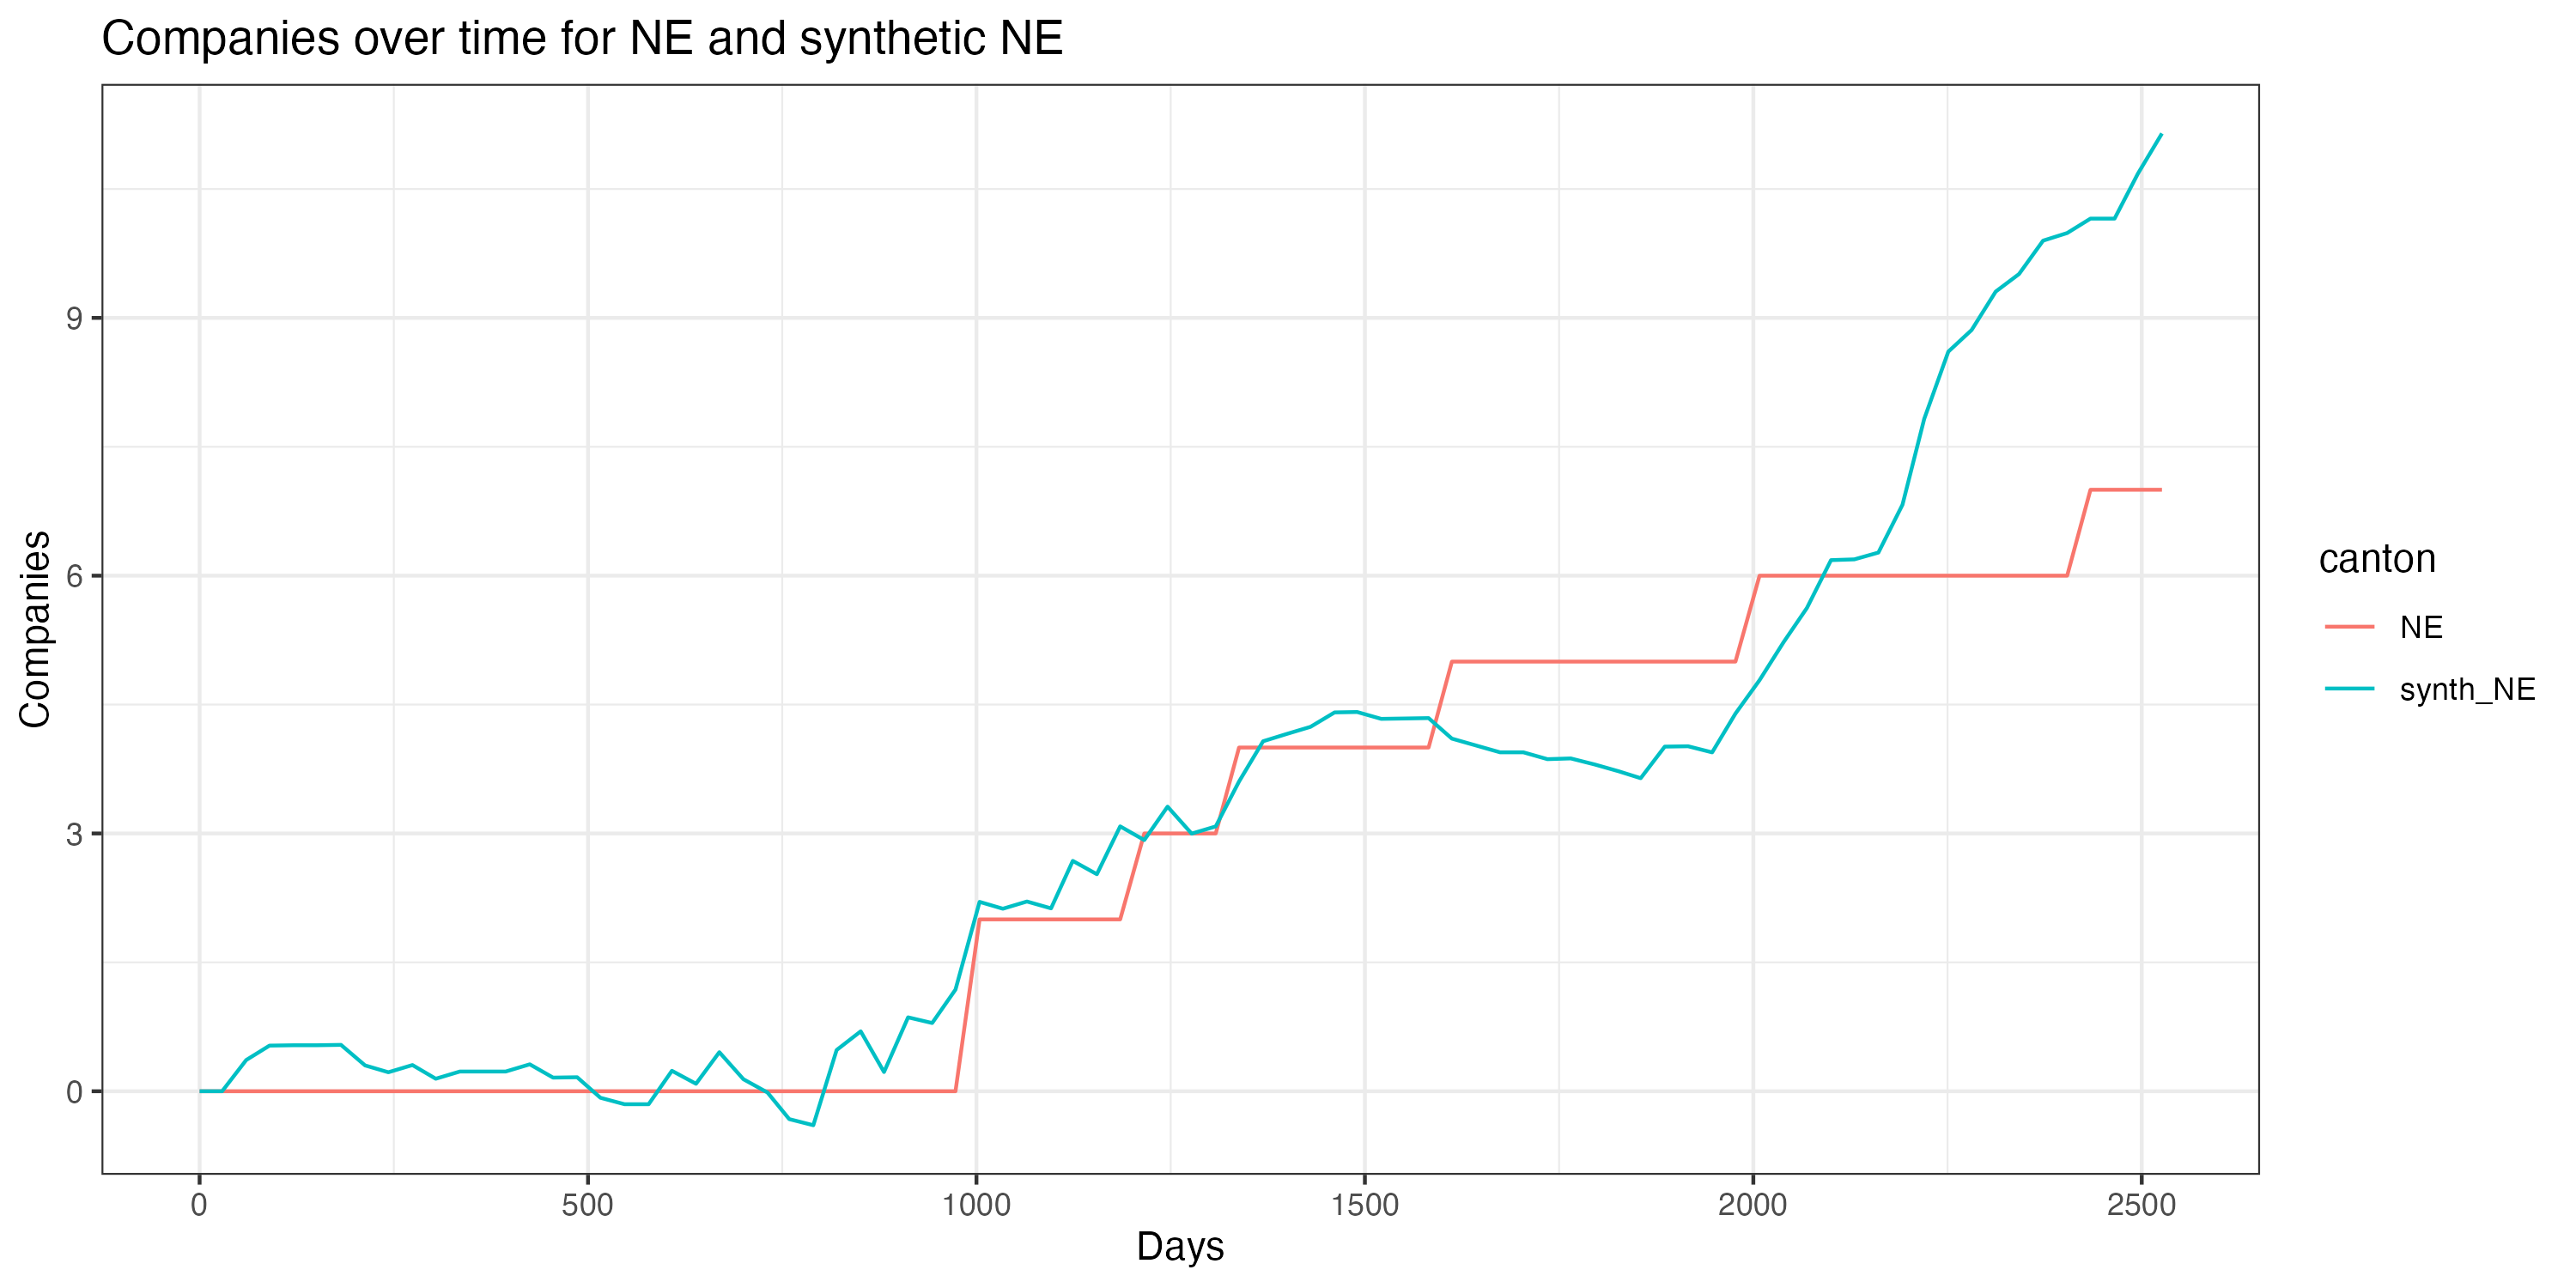 Companies over time for NE and synthetic NE
Companies
9
6
3
0
0 500 1000 1500 2000 2500
Days
canton
NE
synth_NE